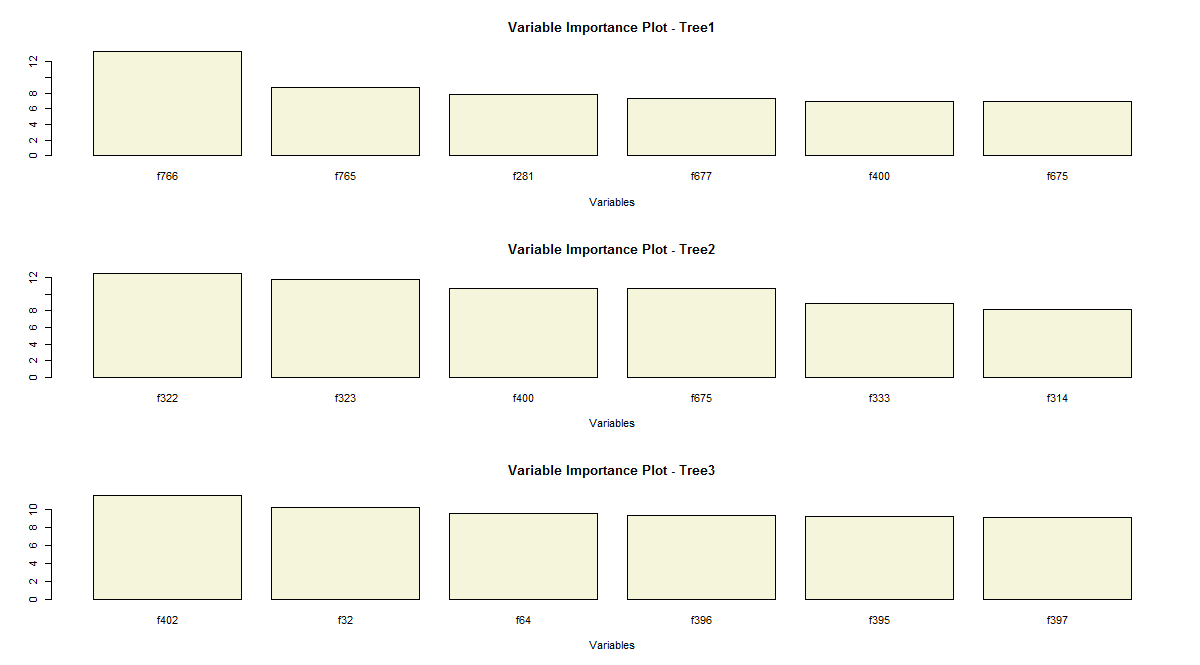 Variable Importance Plot - Tree1
12
8
6
4
2
0
f766 f765 f281 f677 f400 f675
Variables
Variable Importance Plot - Tree2
12
8
6
4
2
0
f322 f323 f400 f675 f333 f314
Variables
Variable Importance Plot - Tree3
10
8
6
4
2
0
f402 f32 f64 f396 f395 f397
Variables